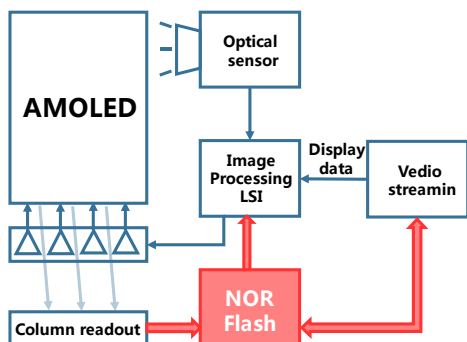 Optical
sensor
AMOLED
Image
Processing
LSI
Display
data
Vedio
streamin
NOR
Flash
Column readout